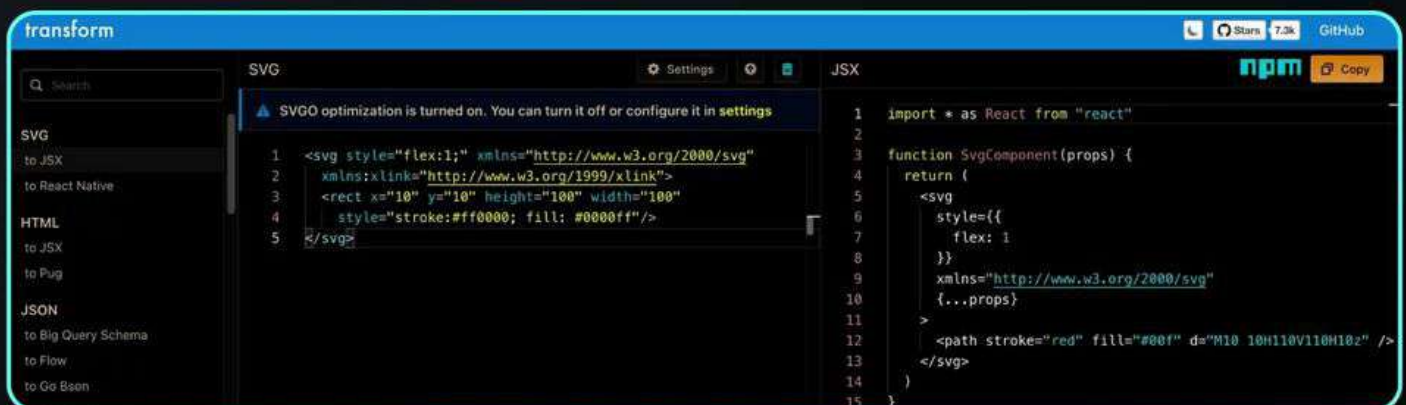 transform
Stars 7.3k GitHub
Search
SVG
to JSX
to React Native
HTML
to JSX
to Pug
JSON
to Big Query Schema
to Flow
to Go Bson
SVG
Settings
SVGO optimization is turned on. You can turn it off or configure it in settings
1 <svg style="flex:1;" xmlns="http://www.w3.org/2000/svg"
2 xmlns:xlink="http://www.w3.org/1999/xlink">
3 <rect x="10" y="10" height="100" width="100"
4 style="stroke:#ff0000; fill: #0000ff"/>
5 </svg>
JSX
npm
Copy
1 import * as React from "react"
2
3 function SvgComponent(props) {
4 return (
5 <svg
6 style={{
7 flex: 1
8 }}
9 xmlns="http://www.w3.org/2000/svg"
10 {...props}
11 >
12 <path stroke="red" fill="#00f" d="M10 10H110V110H10z" />
13 </svg>
14 )
15 }